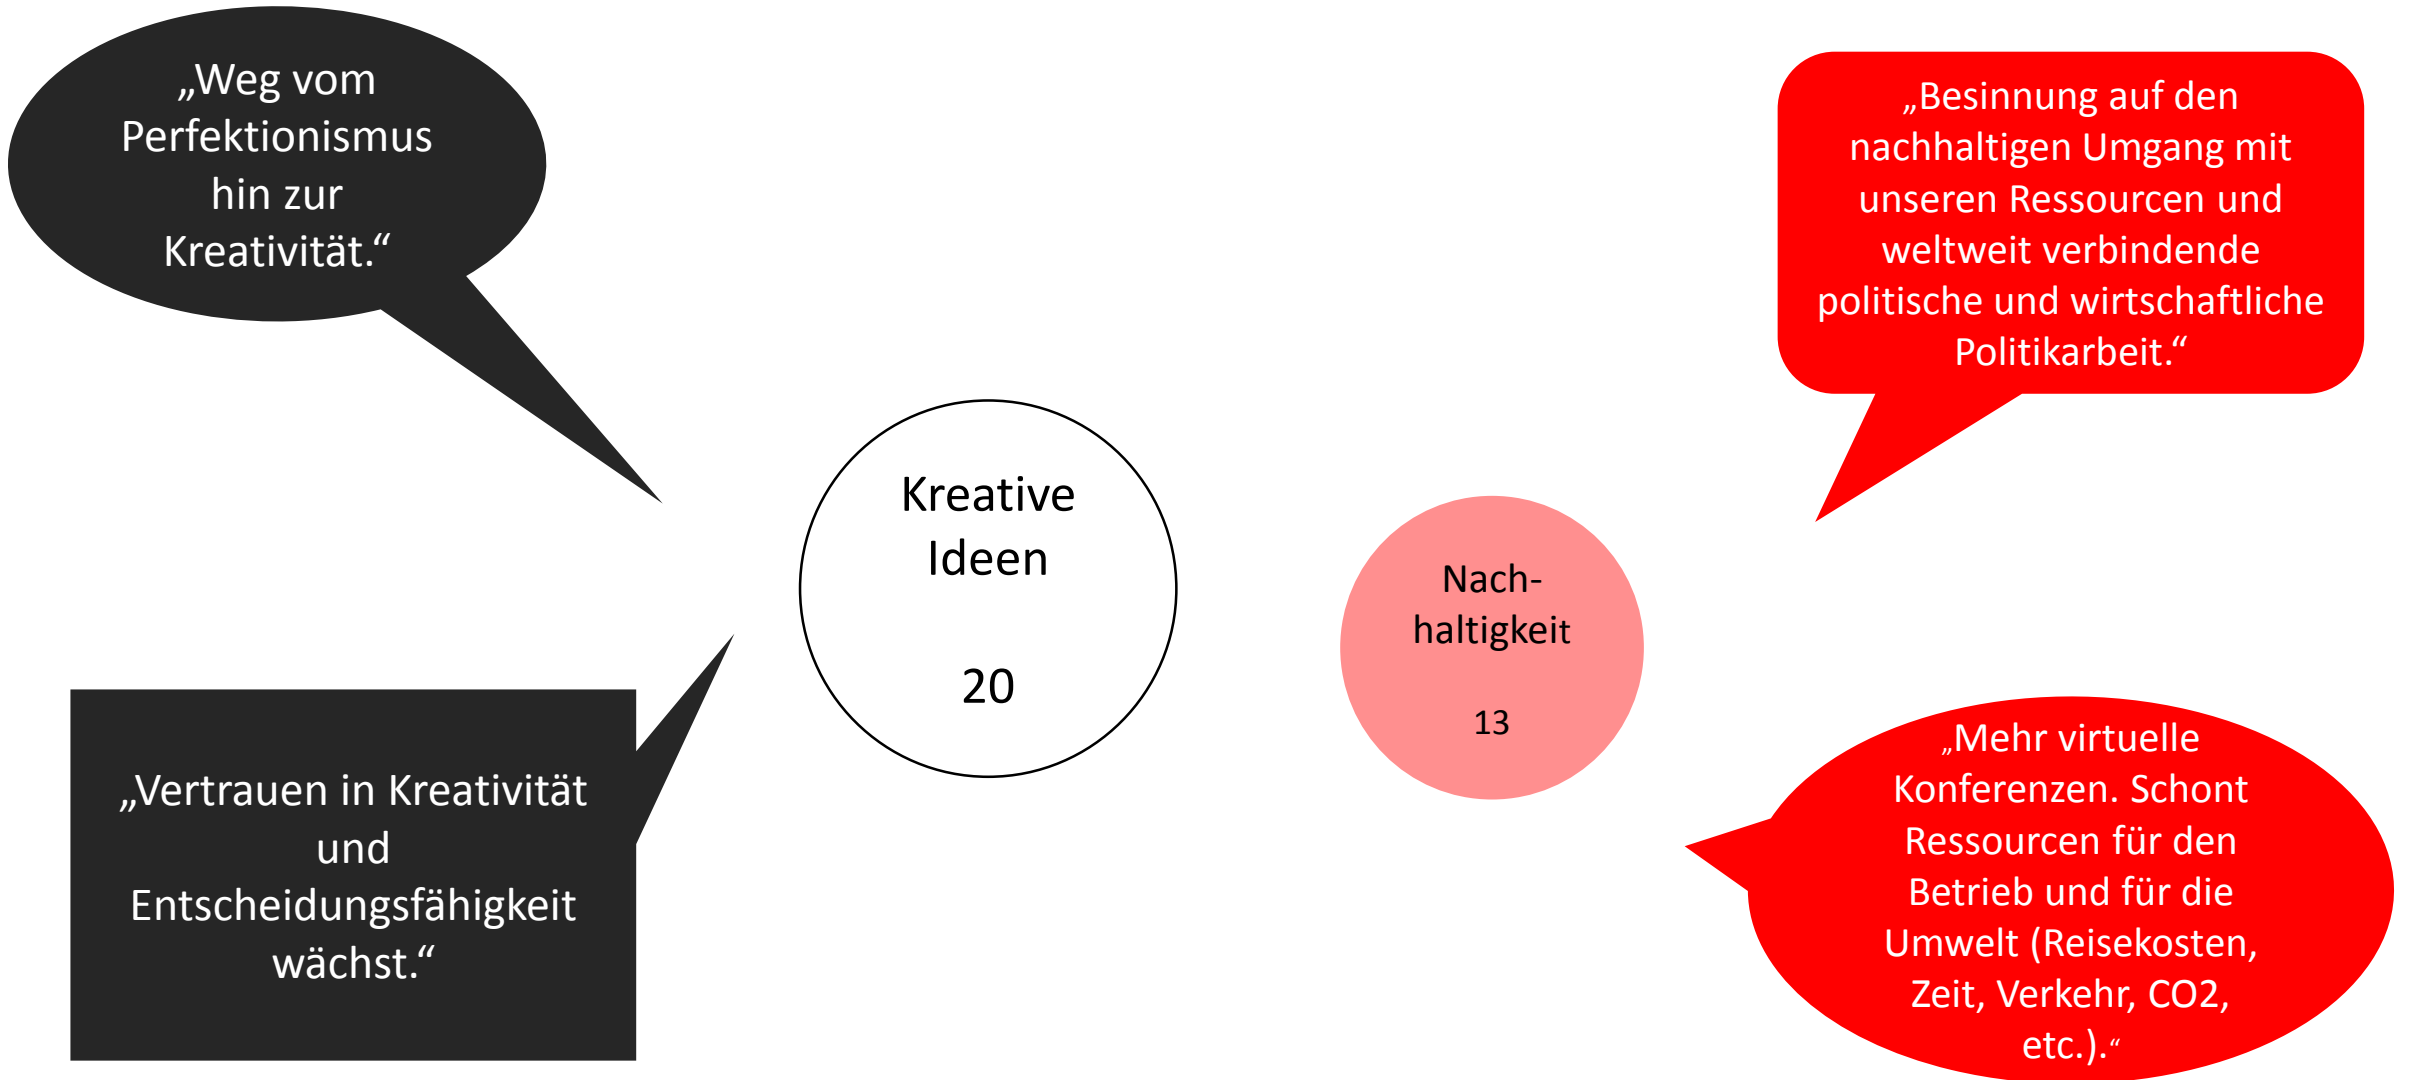 „Weg vom
Perfektionismus
hin zur
Kreativität.“
„Vertrauen in Kreativität
und
Entscheidungsfähigkeit
wächst.“
Kreative
Ideen
20
Nach-
haltigkeit
13
„Besinnung auf den
nachhaltigen Umgang mit
unseren Ressourcen und
weltweit verbindende
politische und wirtschaftliche
Politikarbeit.“
„Mehr virtuelle
Konferenzen. Schont
Ressourcen für den
Betrieb und für die
Umwelt (Reisekosten,
Zeit, Verkehr, CO2,
etc.).“